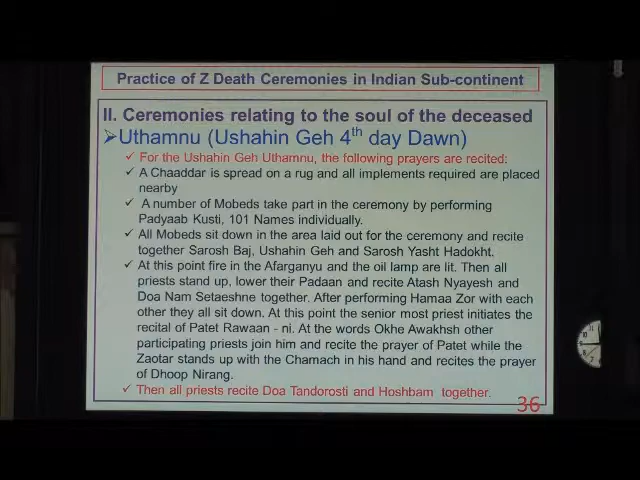 Practice of Z Death Ceremonies in Indian Sub-continent
II. Ceremonies relating to the soul of the deceased
➢Uthamnu (Ushahin Geh 4th day Dawn)
✓ For the Ushahin Geh Uthamnu, the following prayers are recited:
✓ A Chaaddar is spread on a rug and all implements required are placed
nearby
✓ A number of Mobeds take part in the ceremony by performing
Padyaab Kusti, 101 Names individually.
✓ All Mobeds sit down in the area laid out for the ceremony and recite
together Sarosh Baj, Ushahin Geh and Sarosh Yasht Hadokht.
✓ At this point fire in the Afarganyu and the oil lamp are lit. Then all
priests stand up, lower their Padaan and recite Atash Nyayesh and
Doa Nam Setaeshne together. After performing Hamaa Zor with each
other they all sit down. At this point the senior most priest initiates the
recital of Patet Rawaan - ni. At the words Okhe Awakhsh other
participating priests join him and recite the prayer of Patet while the
Zaotar stands up with the Chamach in his hand and recites the prayer
of Dhoop Nirang.
✓ Then all priests recite Doa Tandorosti and Hoshbam together.
36